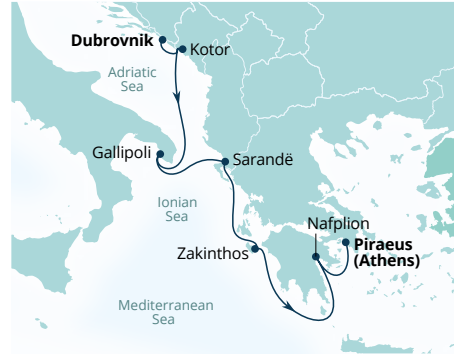 Dubrovnik
Kotor
Adriatic
Sea
Gallipoli
Sarandë
Ionian
Sea
Nafplion
Zakinthos
Piraeus
(Athens)
Mediterranean
Sea